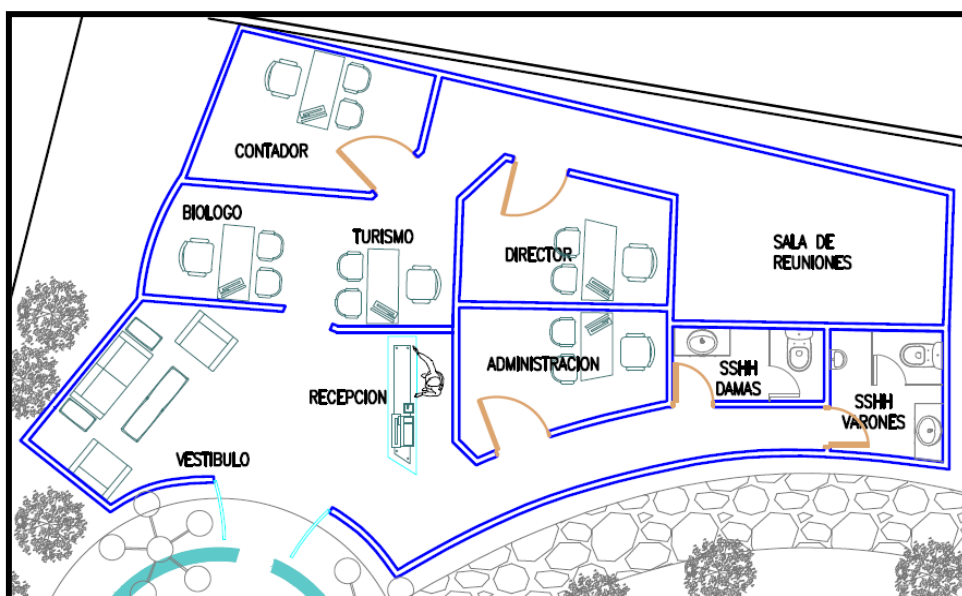 CONTADOR
BIOLOGO
TURISMO
DIRECTOR
SALA DE
REUNIONES
ADMINISTRACION
RECEPCION
SSHH
DAMAS
SSHH
VARONES
VESTIBULO